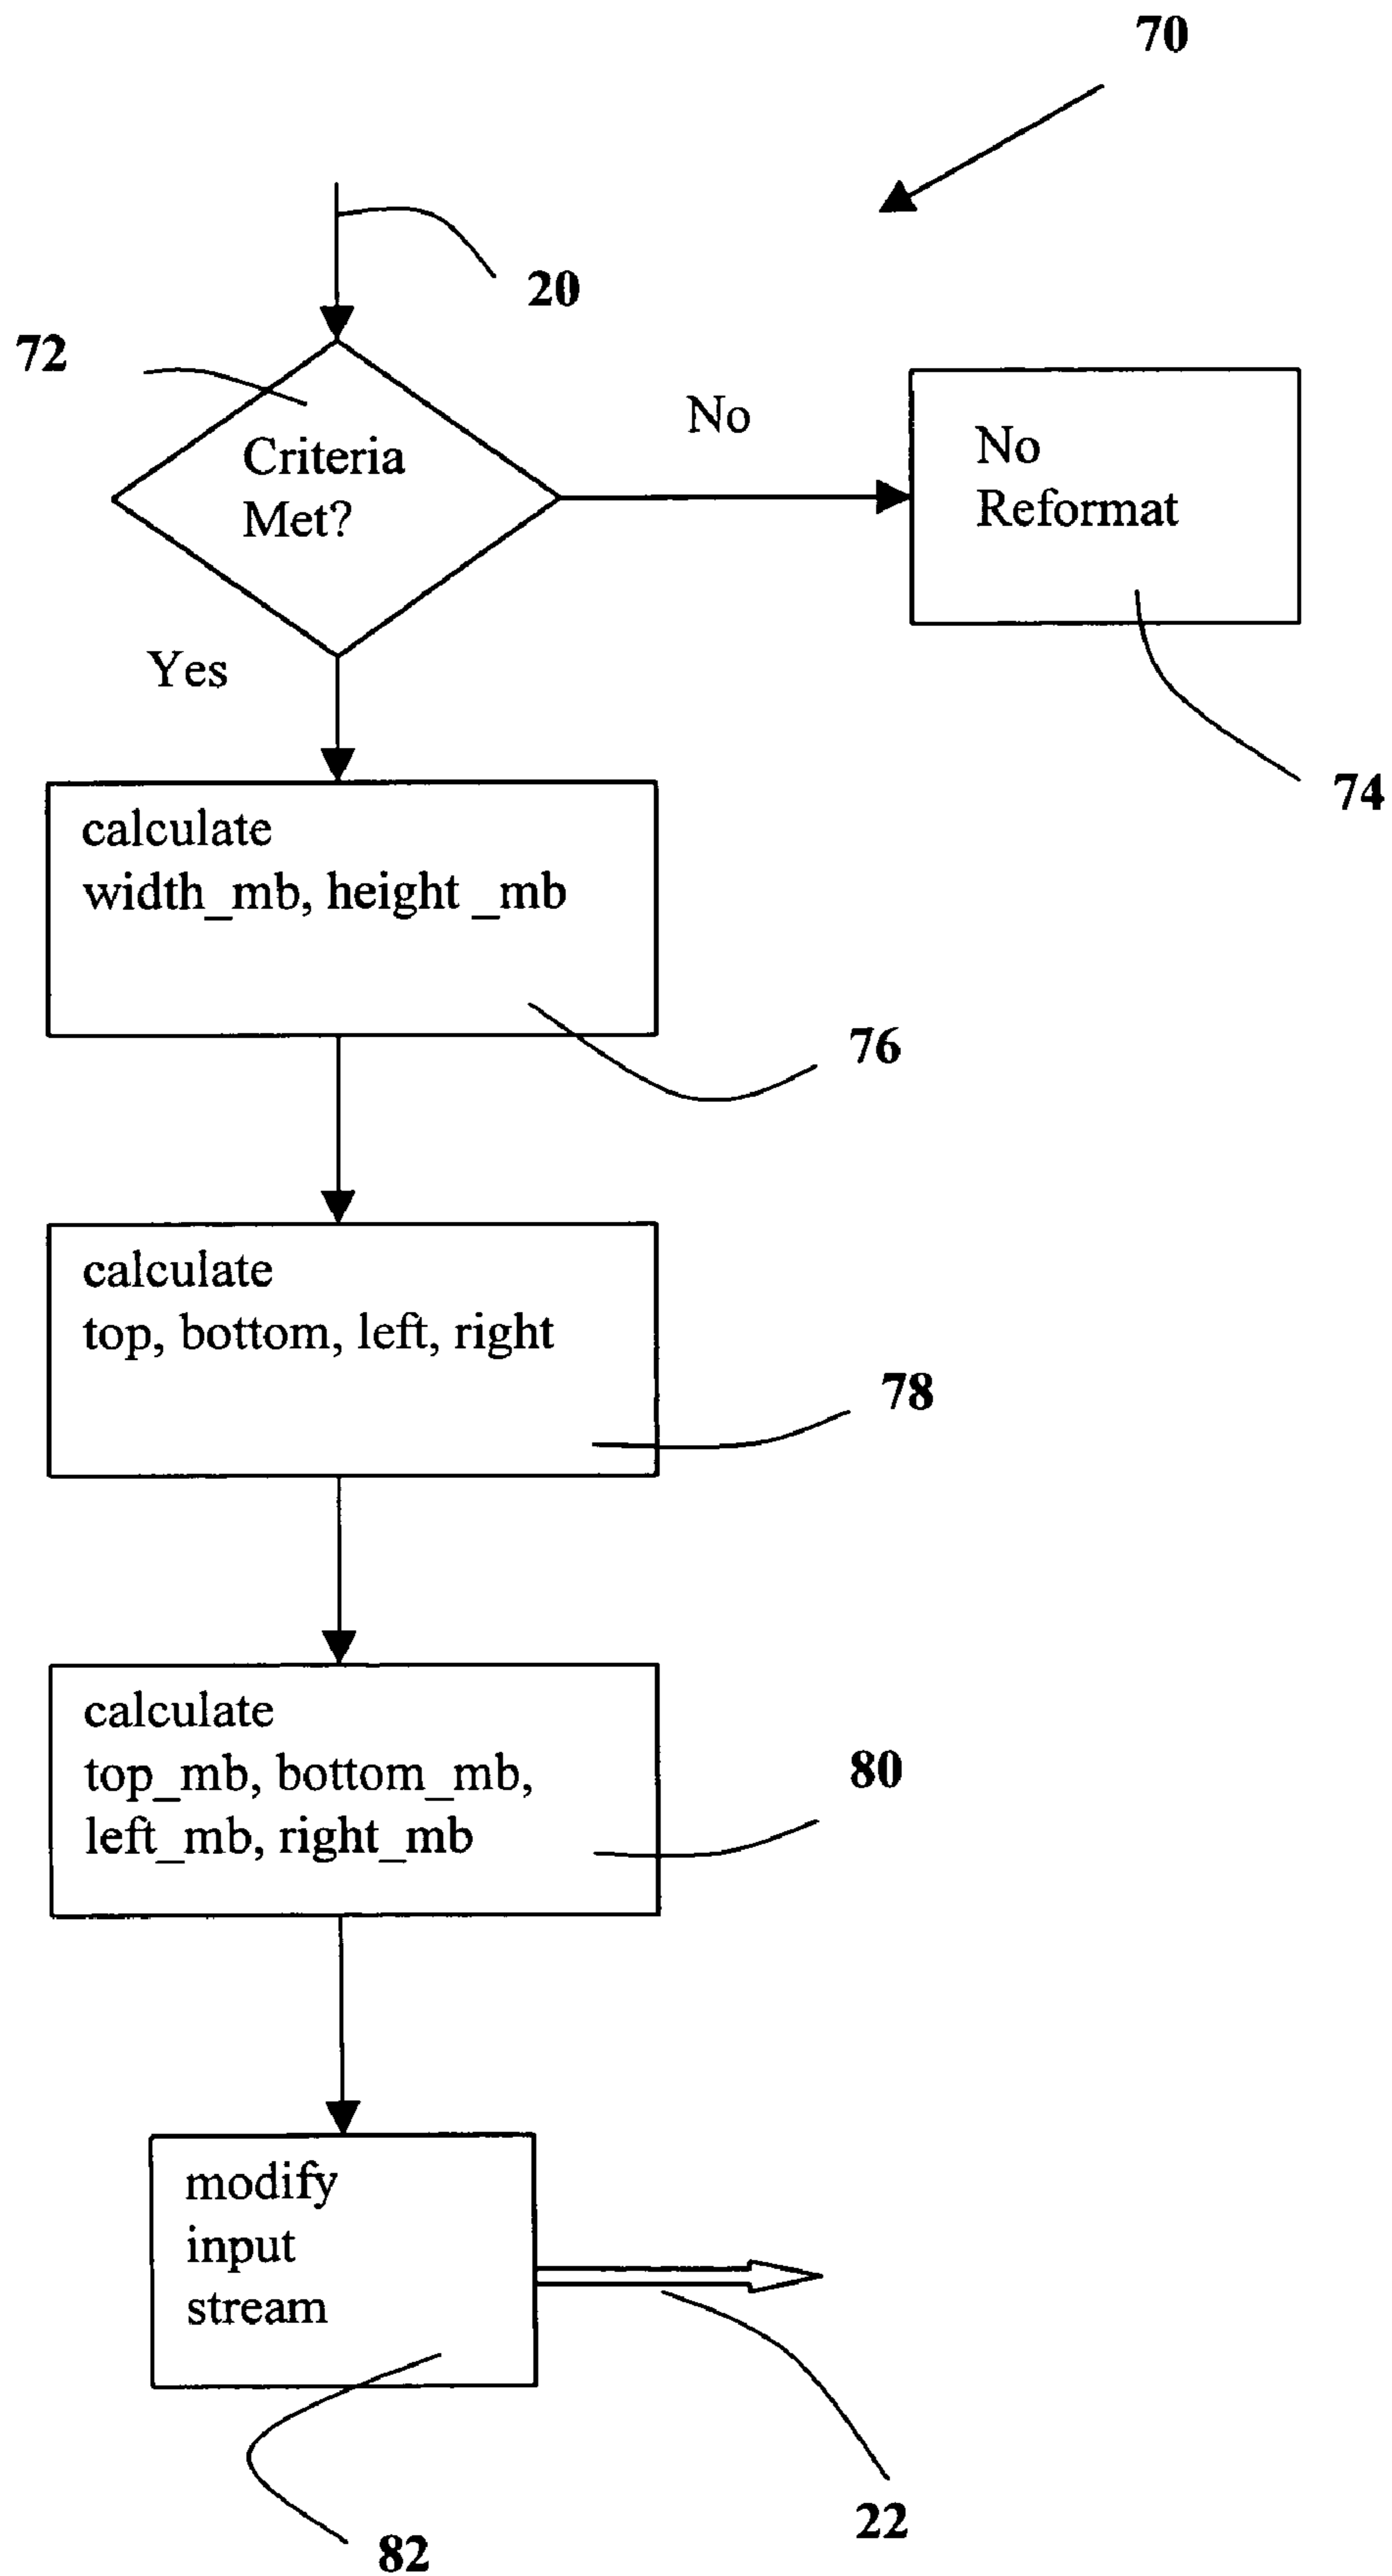 70
20
72
Criteria
Met?
No
No
Reformat
Yes
74
calculate
width_mb, height _mb
76
calculate
top, bottom, left, right
78
calculate
top_mb, bottom_mb,
left_mb, right_mb
80
modify
input
stream
22
82